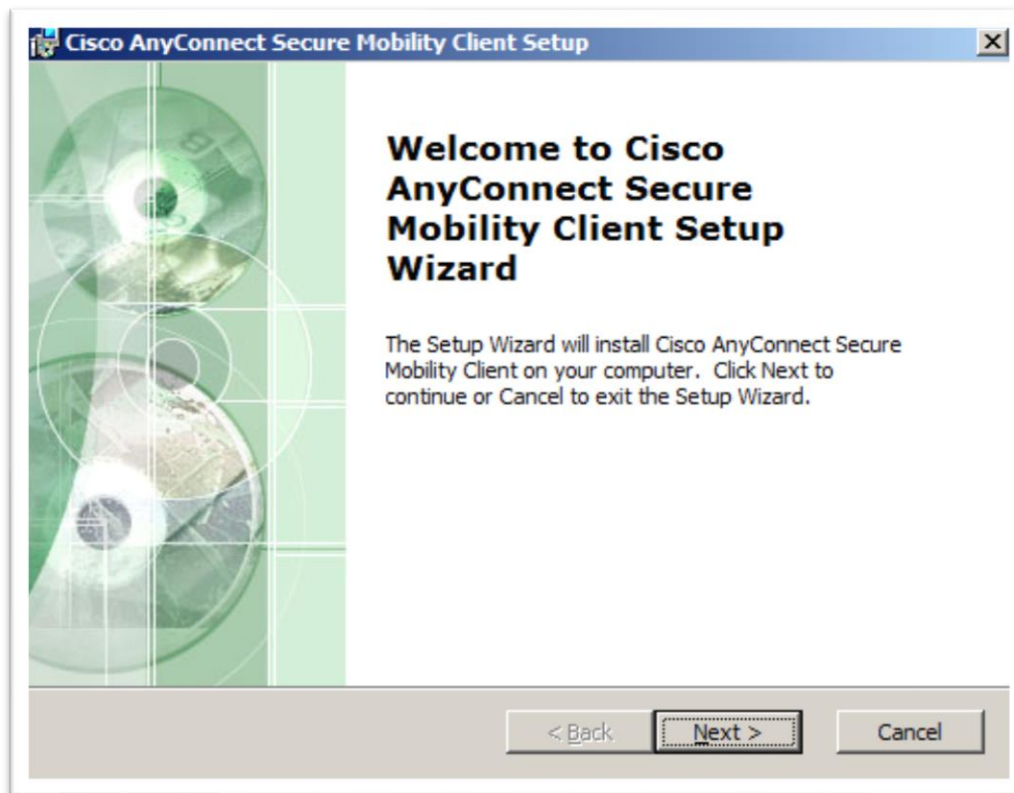 Cisco AnyConnect Secure Mobility Client Setup
Welcome to Cisco
AnyConnect Secure
Mobility Client Setup
Wizard
The Setup Wizard will install Cisco AnyConnect Secure
Mobility Client on your computer. Click Next to
continue or Cancel to exit the Setup Wizard.
< Back Next > Cancel